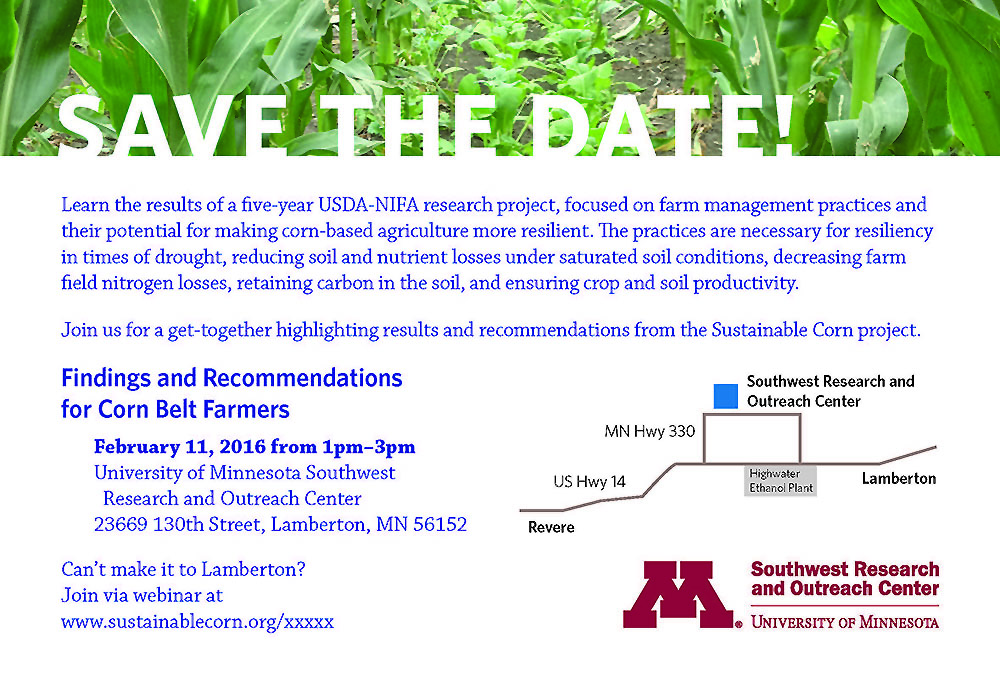 SAVE THE DATE!
Learn the results of a five-year USDA-NIFA research project, focused on farm management practices and
their potential for making corn-based agriculture more resilient. The practices are necessary for resiliency
in times of drought, reducing soil and nutrient losses under saturated soil conditions, decreasing farm
field nitrogen losses, retaining carbon in the soil, and ensuring crop and soil productivity.
Join us for a get-together highlighting results and recommendations from the Sustainable Corn project.
Findings and Recommendations
for Corn Belt Farmers
February 11, 2016 from 1pm–3pm
University of Minnesota Southwest
Research and Outreach Center
23669 130th Street, Lamberton, MN 56152
Can't make it to Lamberton?
Join via webinar at
www.sustainablecorn.org/xxxxx
Southwest Research and
Outreach Center
MN Hwy 330
US Hwy 14
Highwater
Ethanol Plant
Lamberton
Revere
M®
Southwest Research
and Outreach Center
UNIVERSITY OF MINNESOTA